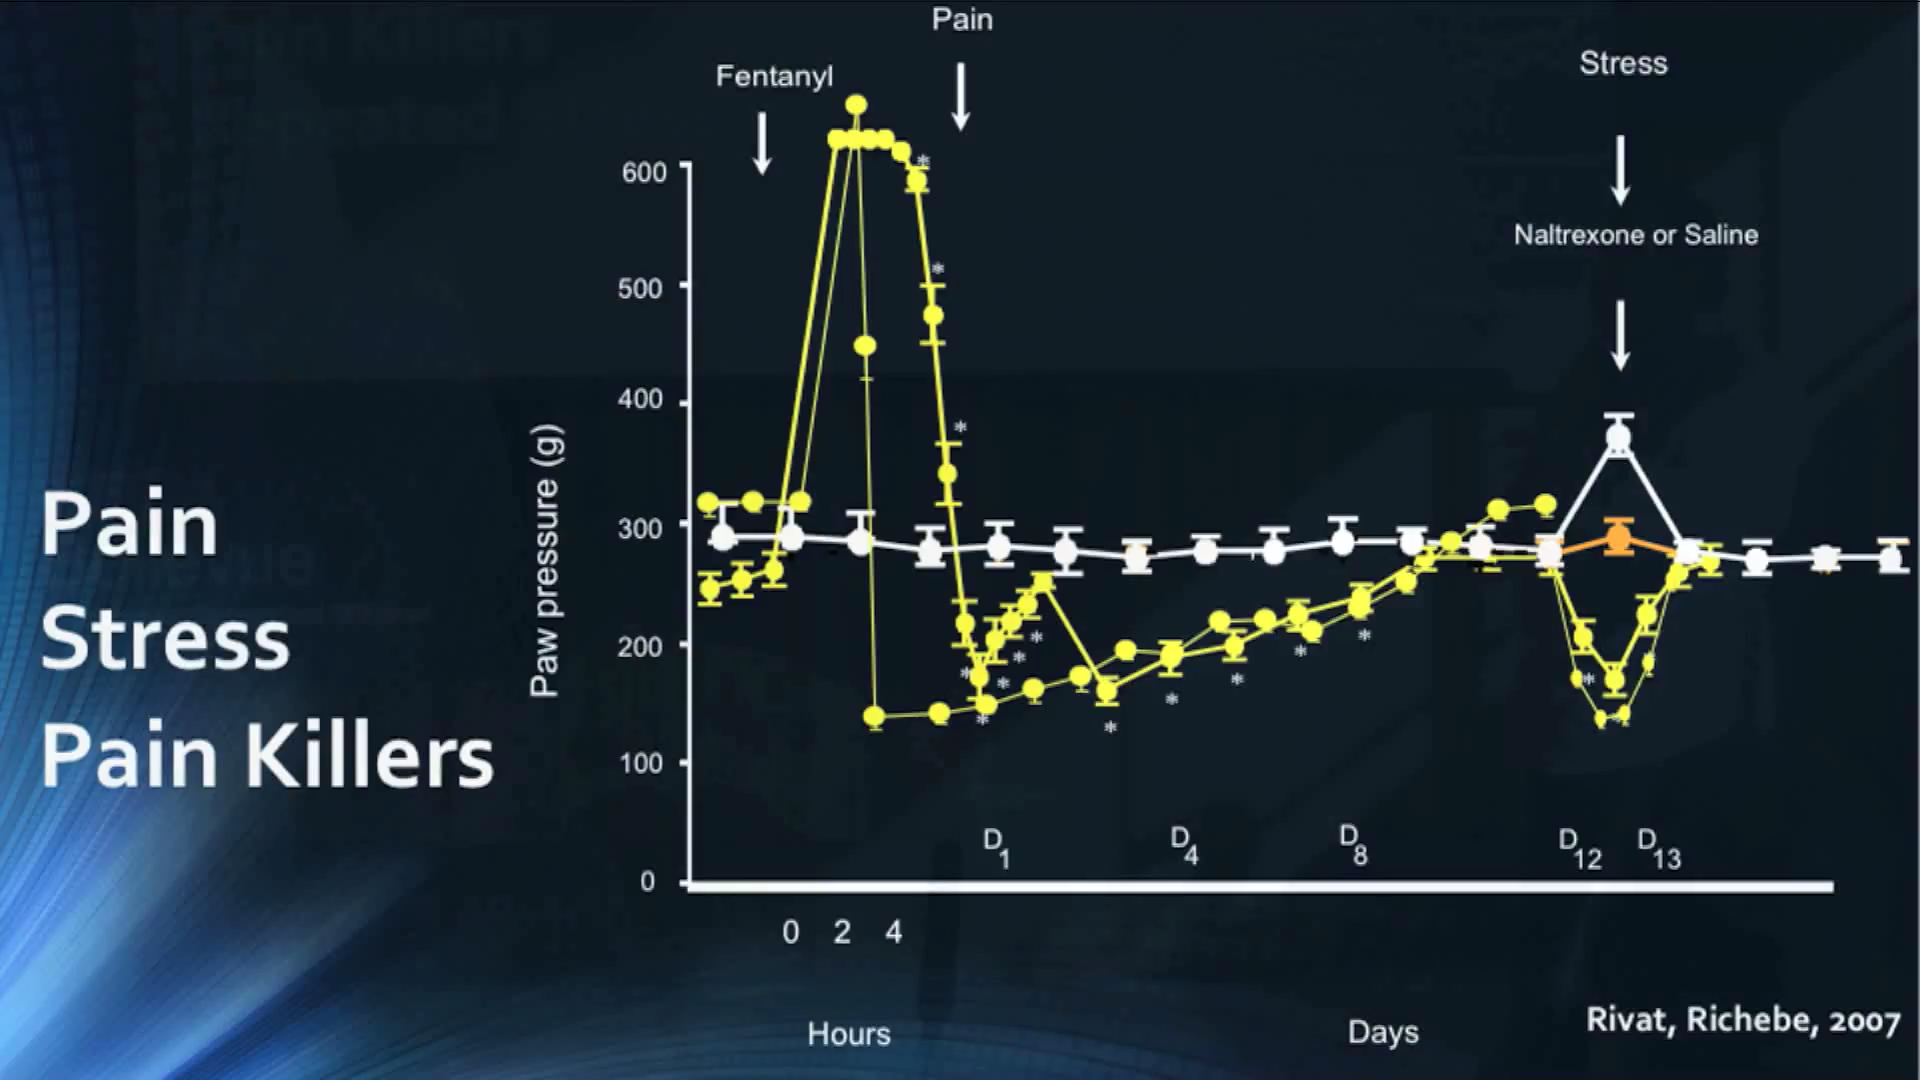 Pain
Fentanyl
Stress
Naltrexone or Saline
600
500
400
300
200
100
0
Paw pressure (g)
Pain
Stress
Pain Killers
D1
D4
D8
D12
D13
0 2 4
Hours
Days
Rivat, Richebe, 2007